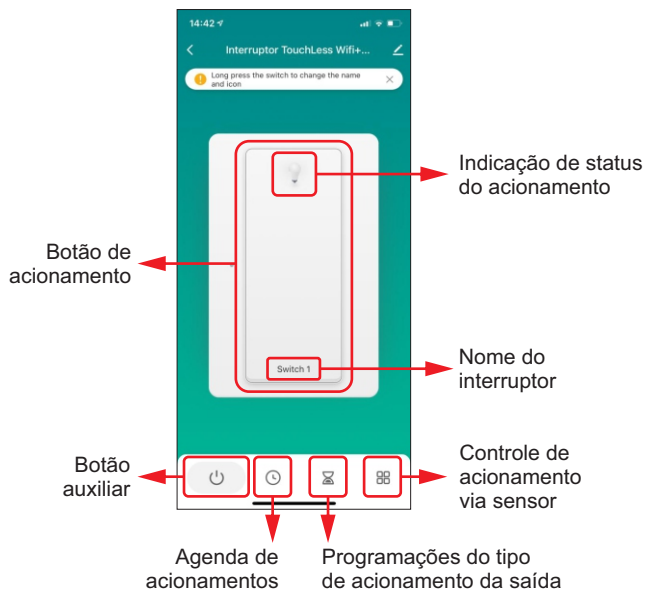 14:42
Interruptor TouchLess Wifi+...
Long press the switch to change the name
and icon
Indicação de status
do acionamento
Botão de
acionamento
Switch 1
Nome do
interruptor
Botão
auxiliar
Controle de
acionamento
via sensor
Agenda de
acionamentos
Programações do tipo
de acionamento da saída